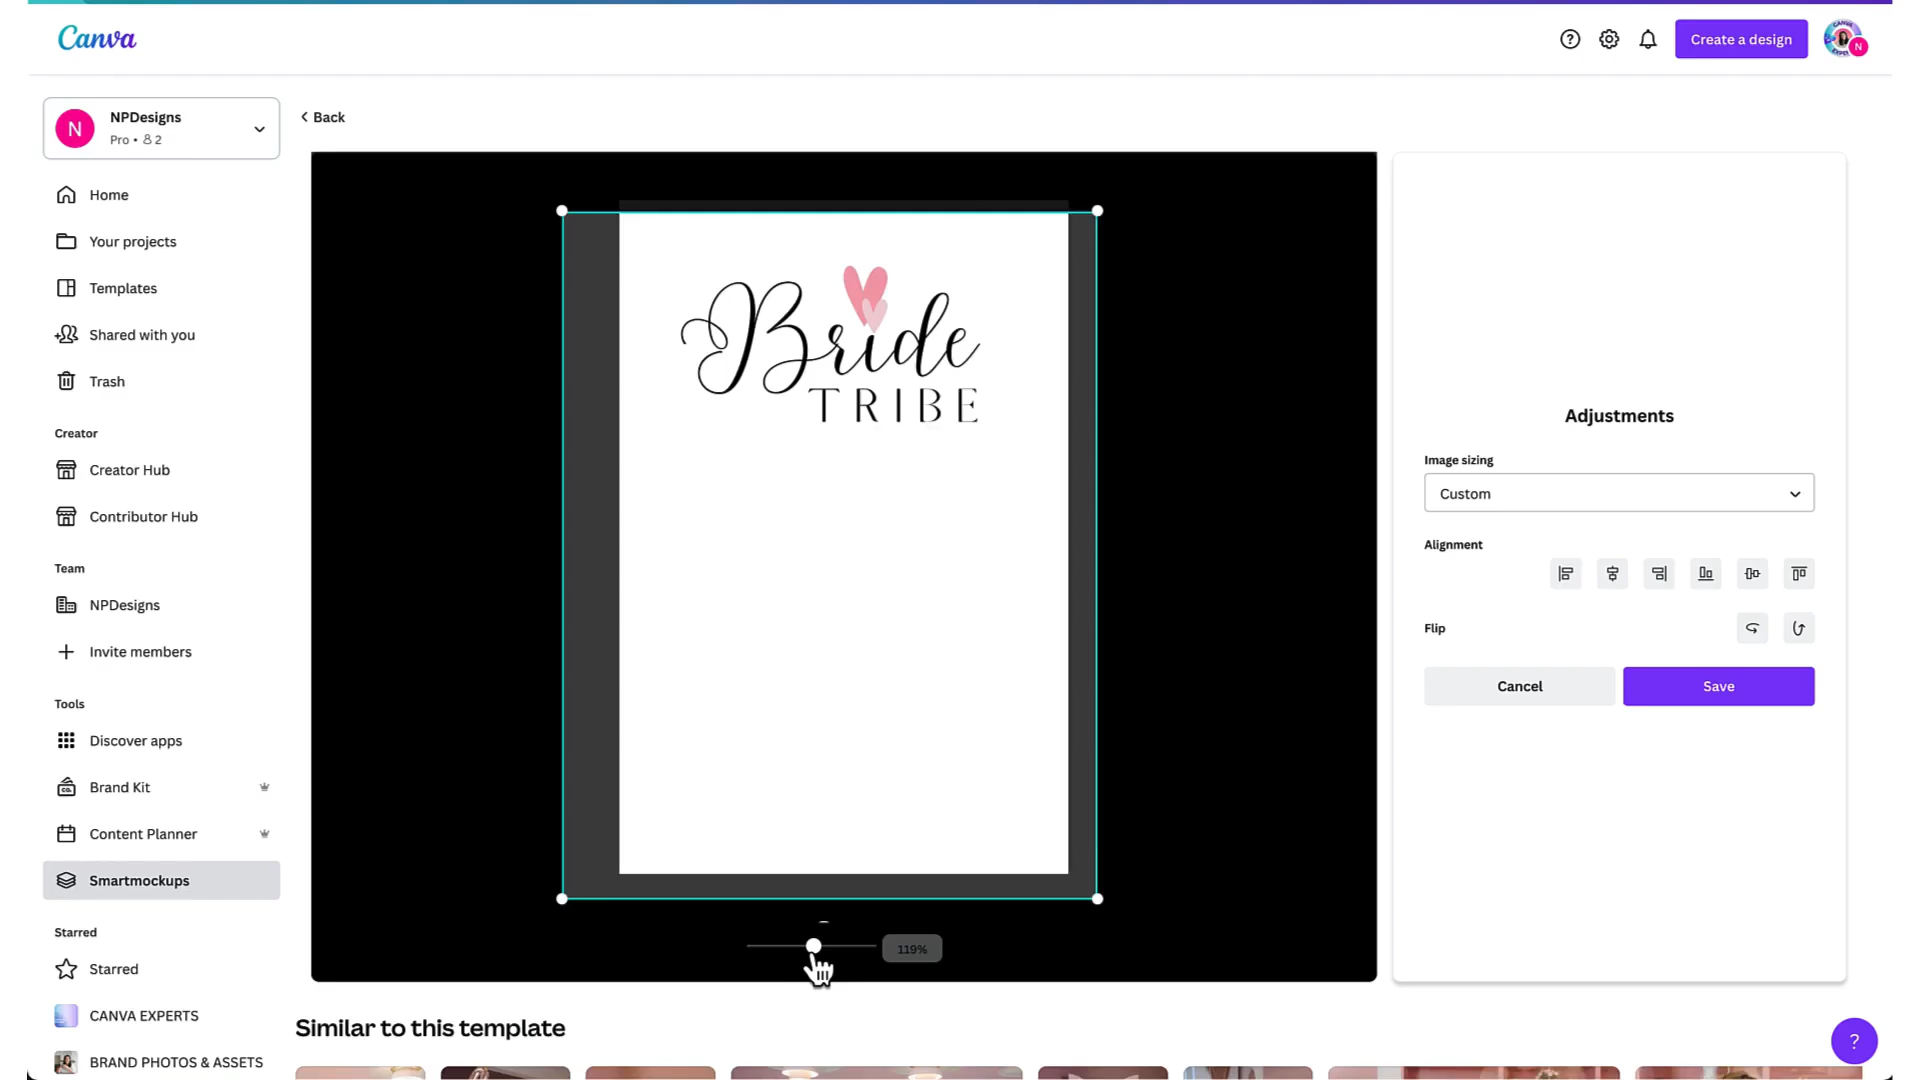 Canva
Create a design
N
N
NPDesigns
Pro • 2
Back
Home
Your projects
Templates
Shared with you
Trash
Creator
Creator Hub
Contributor Hub
Team
NPDesigns
Invite members
Tools
Discover apps
Brand Kit
Content Planner
Smartmockups
Starred
Starred
CANVA EXPERTS
BRAND PHOTOS & ASSETS
Bride
TRIBE
119%
Adjustments
Image sizing
Custom
Alignment
Flip
Cancel
Save
Similar to this template
?